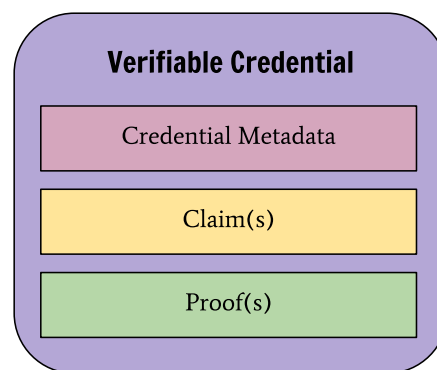 Verifiable Credential
Credential Metadata
Claim(s)
Proof(s)